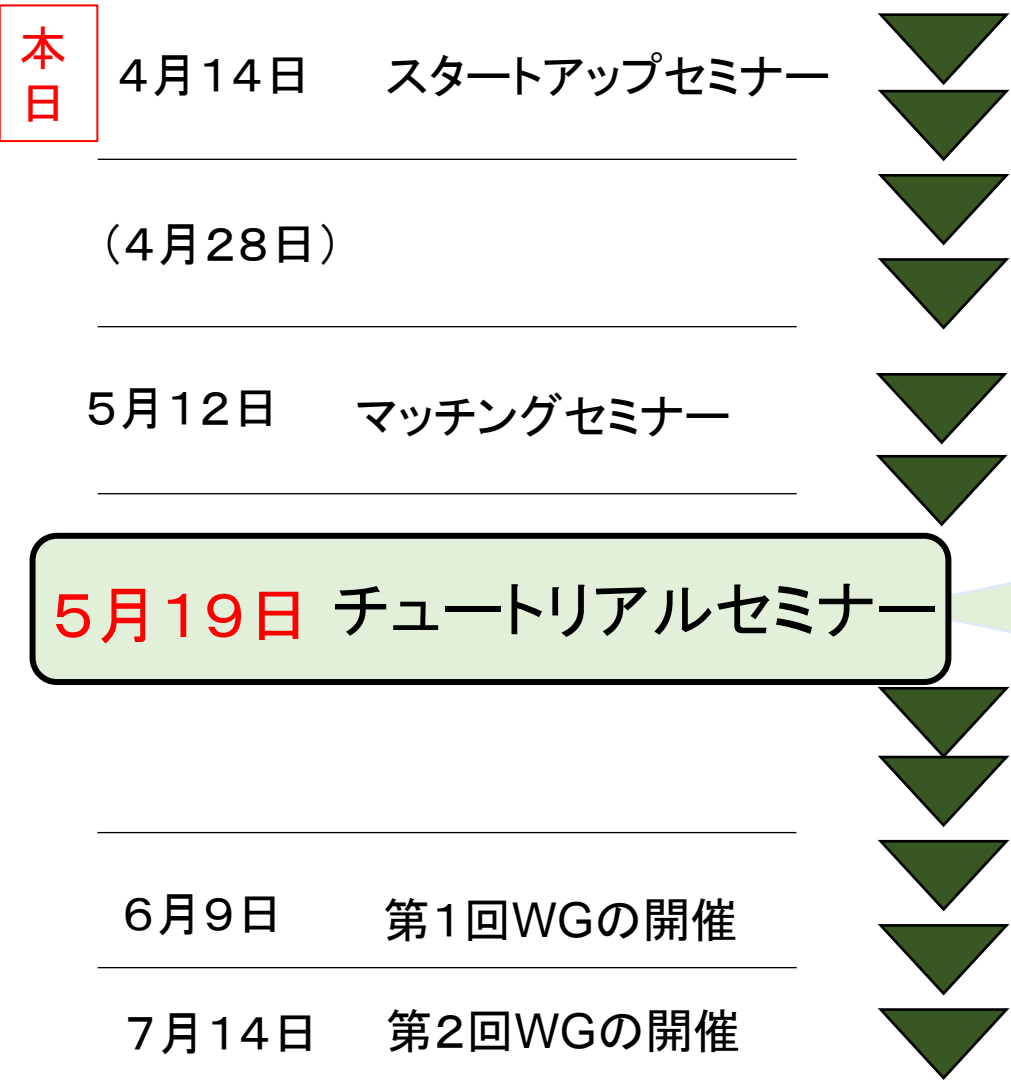 本日
４月１４日　スタートアップセミナー
（４月２８日）
５月１２日　マッチングセミナー
５月１９日　チュートリアルセミナー
６月９日　第１回WGの開催
７月１４日　第２回WGの開催